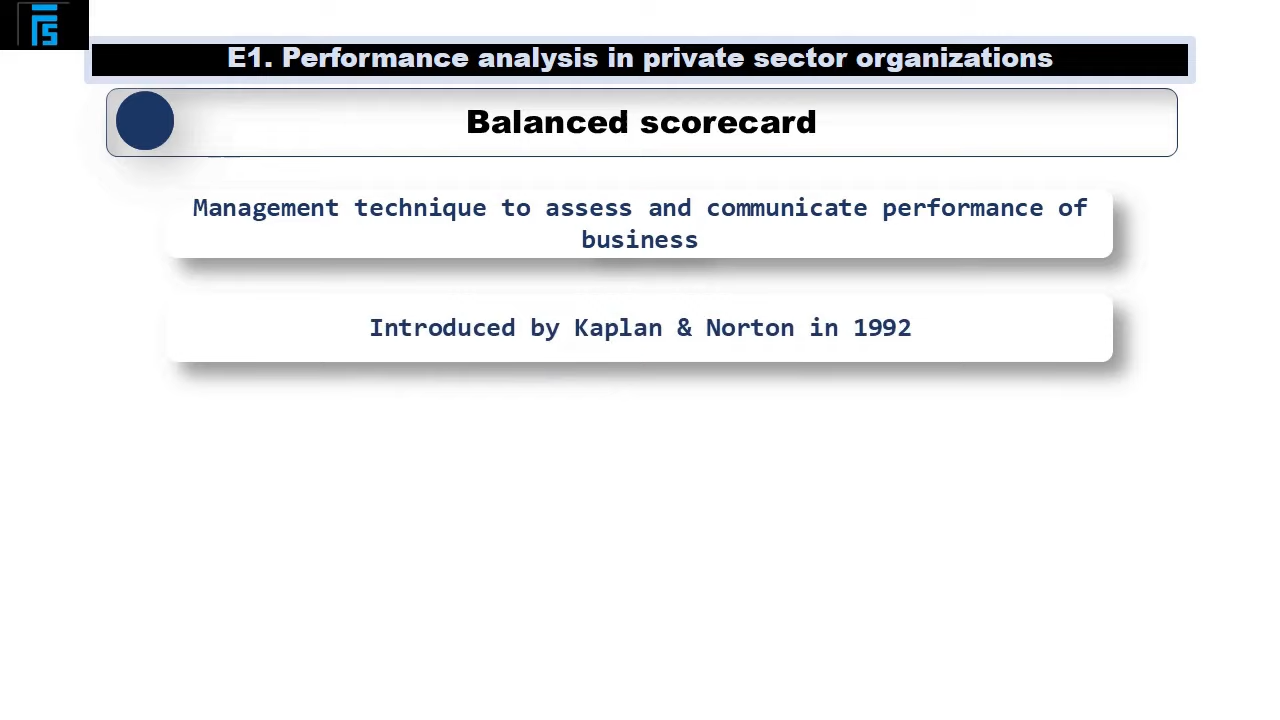 E1. Performance analysis in private sector organizations
Balanced scorecard
Management technique to assess and communicate performance of
business
Introduced by Kaplan & Norton in 1992